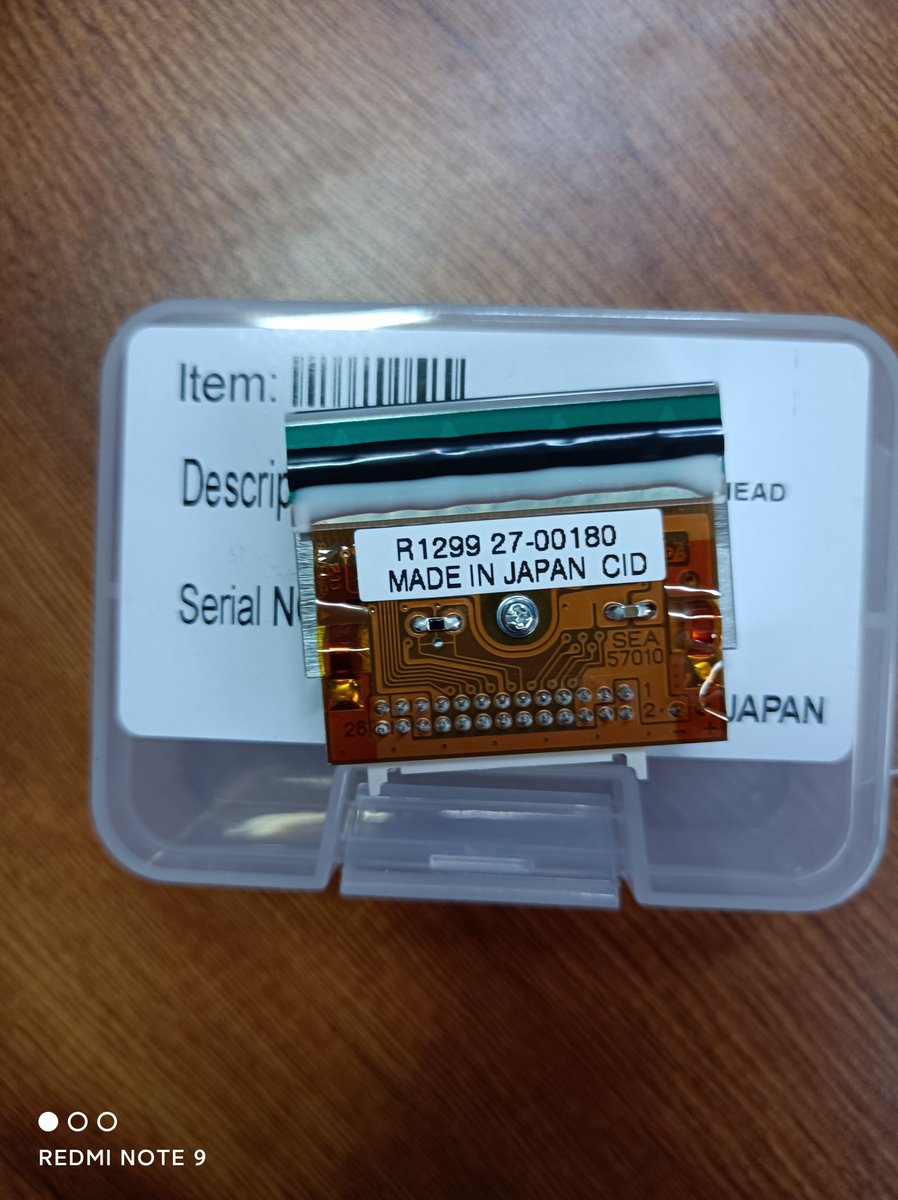 Item:
Descrip
HEAD
R1299 27-00180
MADE IN JAPAN CID
Serial N
SEA
57010
1
2
26
JAPAN
REDMI NOTE 9